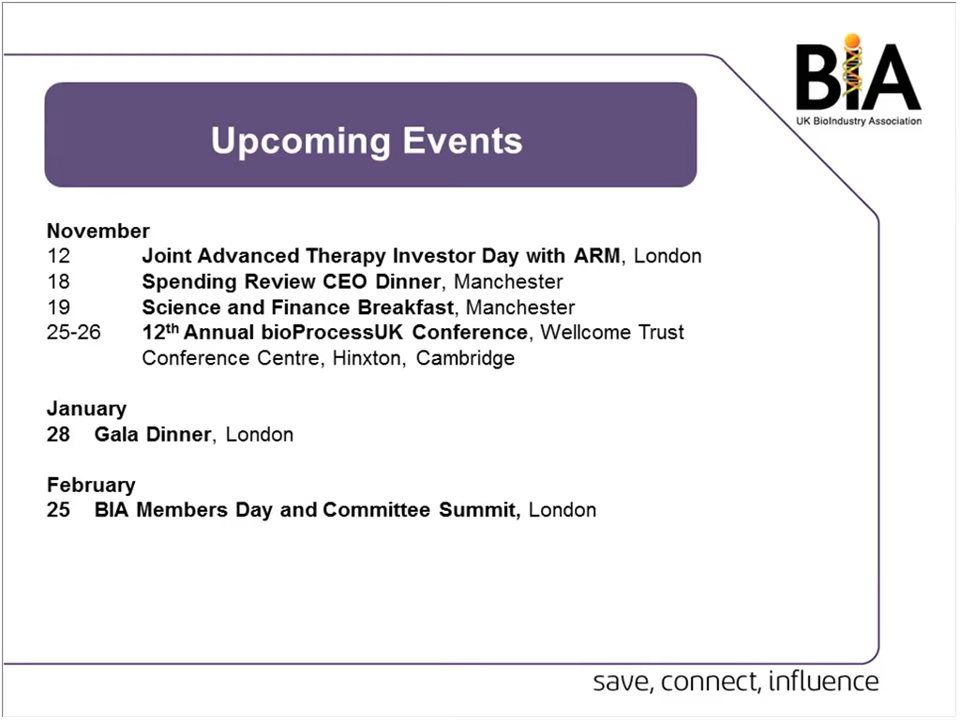 BIA
UK BioIndustry Association
Upcoming Events
November
12 Joint Advanced Therapy Investor Day with ARM, London
18 Spending Review CEO Dinner, Manchester
19 Science and Finance Breakfast, Manchester
25-26 12th Annual bioProcessUK Conference, Wellcome Trust
Conference Centre, Hinxton, Cambridge
January
28 Gala Dinner, London
February
25 BIA Members Day and Committee Summit, London
save, connect, influence